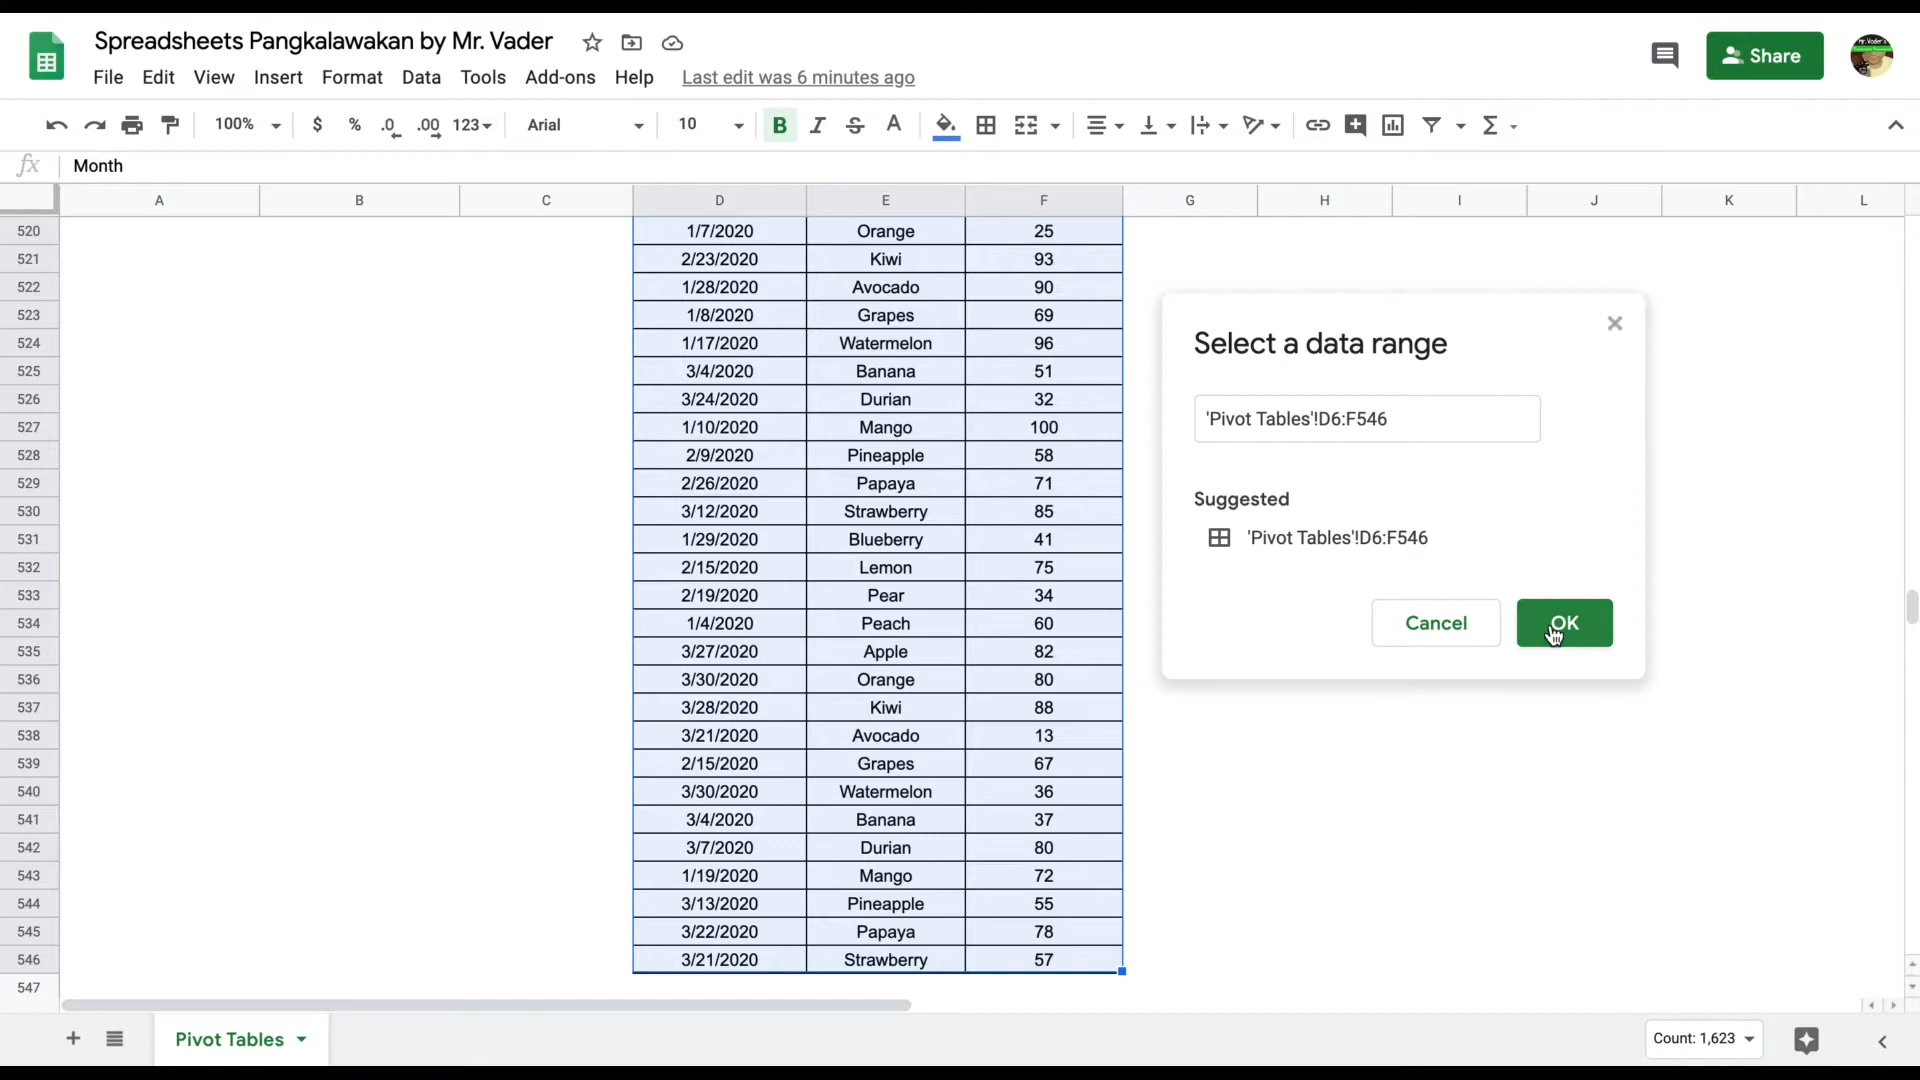 Spreadsheets Pangkalawakan by Mr. Vader
File Edit View Insert Format Data Tools Add-ons Help Last edit was 6 minutes ago
Share
100% $ % .0 .00 123 Arial 10 B I S A Σ
fx Month
A B C D E F G H I J K L
520 1/7/2020 Orange 25
521 2/23/2020 Kiwi 93
522 1/28/2020 Avocado 90
523 1/8/2020 Grapes 69
524 1/17/2020 Watermelon 96
525 3/4/2020 Banana 51
526 3/24/2020 Durian 32
527 1/10/2020 Mango 100
528 2/9/2020 Pineapple 58
529 2/26/2020 Papaya 71
530 3/12/2020 Strawberry 85
531 1/29/2020 Blueberry 41
532 2/15/2020 Lemon 75
533 2/19/2020 Pear 34
534 1/4/2020 Peach 60
535 3/27/2020 Apple 82
536 3/30/2020 Orange 80
537 3/28/2020 Kiwi 88
538 3/21/2020 Avocado 13
539 2/15/2020 Grapes 67
540 3/30/2020 Watermelon 36
541 3/4/2020 Banana 37
542 3/7/2020 Durian 80
543 1/19/2020 Mango 72
544 3/13/2020 Pineapple 55
545 3/22/2020 Papaya 78
546 3/21/2020 Strawberry 57
547
Select a data range
'Pivot Tables'!D6:F546
Suggested
'Pivot Tables'!D6:F546
Cancel OK
Pivot Tables
Count: 1,623